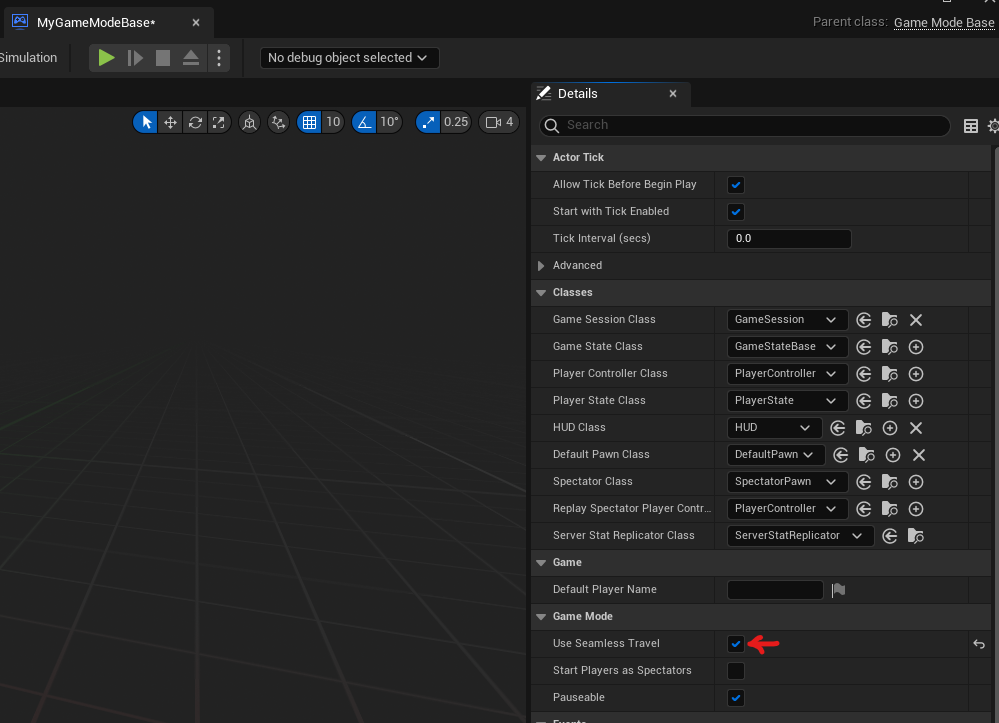 MyGameModeBase*
Parent class: Game Mode Base
Simulation
No debug object selected
Details
10
10°
0.25
4
Search
Actor Tick
Allow Tick Before Begin Play
Start with Tick Enabled
Tick Interval (secs) 0.0
Advanced
Classes
Game Session Class GameSession
Game State Class GameStateBase
Player Controller Class PlayerController
Player State Class PlayerState
HUD Class HUD
Default Pawn Class DefaultPawn
Spectator Class SpectatorPawn
Replay Spectator Player Contr... PlayerController
Server Stat Replicator Class ServerStatReplicator
Game
Default Player Name
Game Mode
Use Seamless Travel
Start Players as Spectators
Pauseable
Events